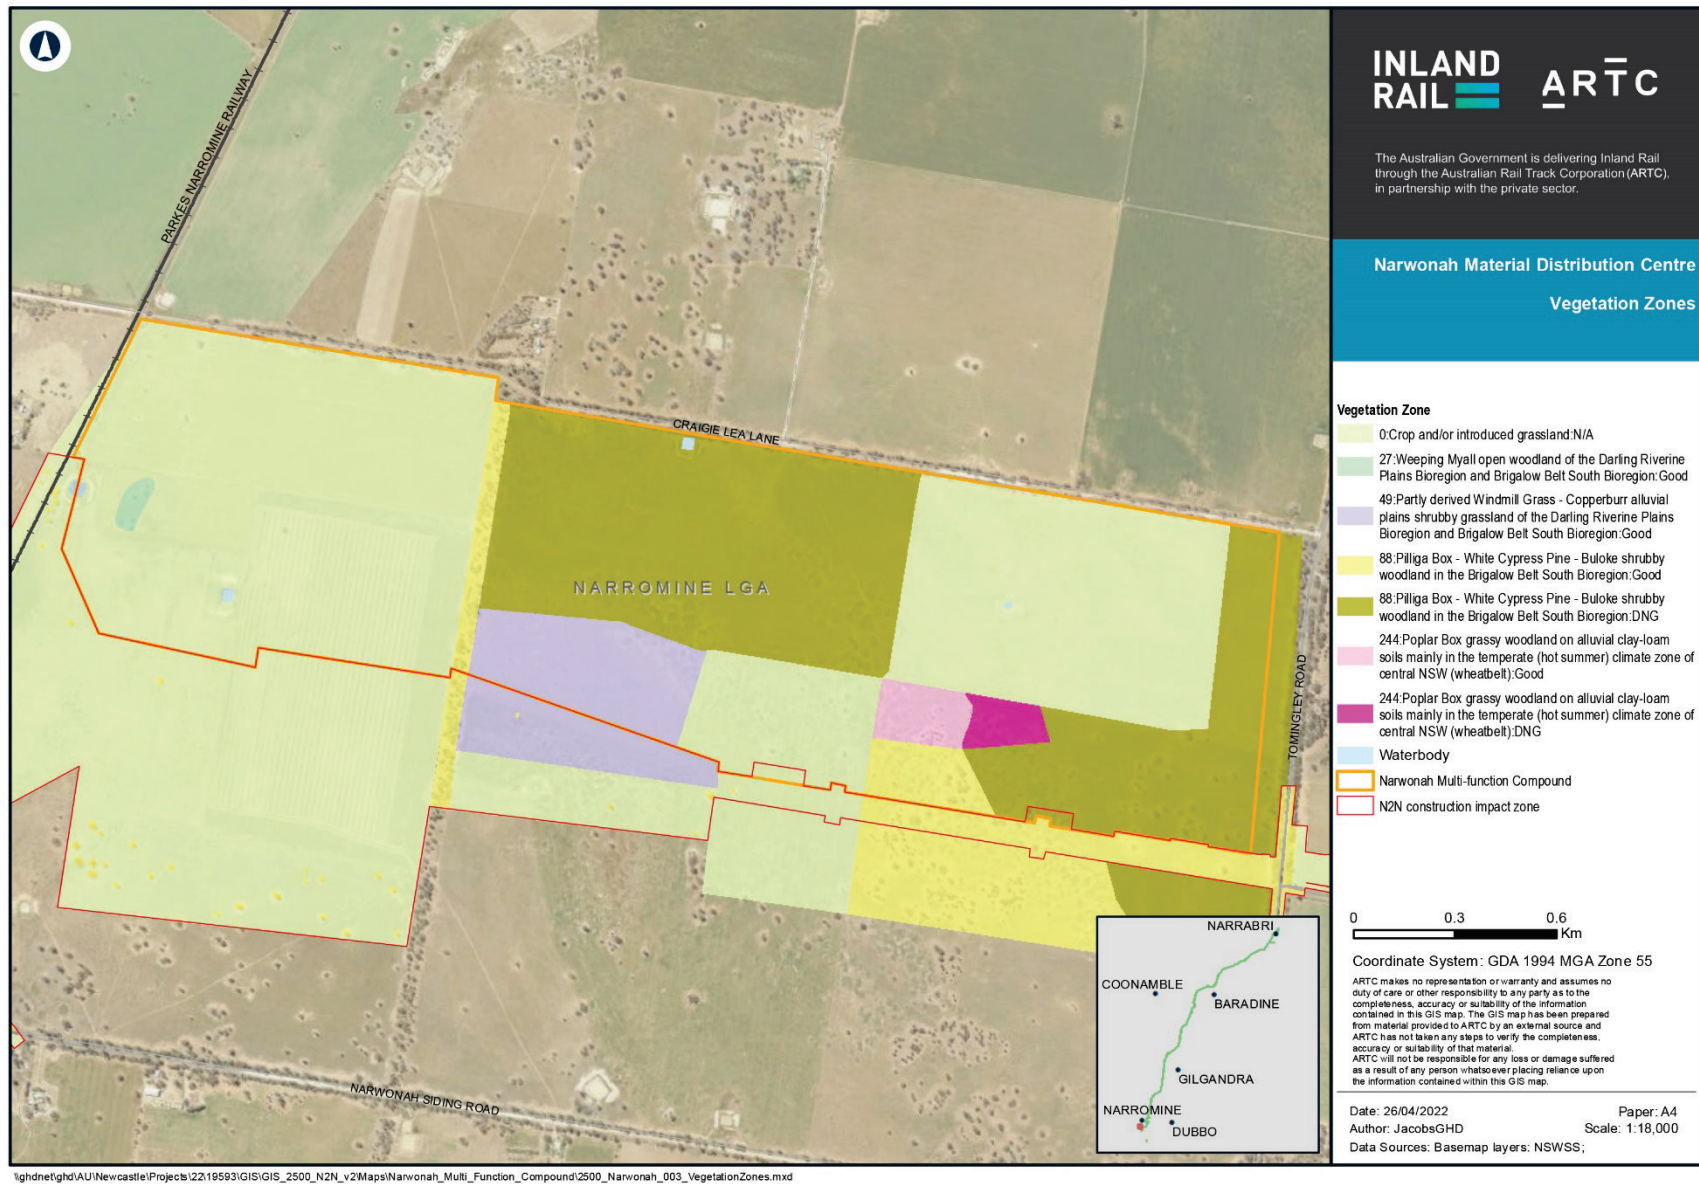 PARKES NARROMINE RAILWAY
CRAIGIE LEA LANE
NARROMINE LGA
TOMINGLEY ROAD
NARWONAH SIDING ROAD
NARRABRI
COONAMBLE
BARADINE
GILGANDRA
NARROMINE
DUBBO
INLAND
RAIL
ARTC
The Australian Government is delivering Inland Rail
through the Australian Rail Track Corporation (ARTC),
in partnership with the private sector.
Narwonah Material Distribution Centre
Vegetation Zones
Vegetation Zone
0:Crop and/or introduced grassland:N/A
27:Weeping Myall open woodland of the Darling Riverine
Plains Bioregion and Brigalow Belt South Bioregion:Good
49:Partly derived Windmill Grass - Copperburr alluvial
plains shrubby grassland of the Darling Riverine Plains
Bioregion and Brigalow Belt South Bioregion:Good
88:Pilliga Box - White Cypress Pine - Buloke shrubby
woodland in the Brigalow Belt South Bioregion:Good
88:Pilliga Box - White Cypress Pine - Buloke shrubby
woodland in the Brigalow Belt South Bioregion:DNG
244:Poplar Box grassy woodland on alluvial clay-loam
soils mainly in the temperate (hot summer) climate zone of
central NSW (wheatbelt):Good
244:Poplar Box grassy woodland on alluvial clay-loam
soils mainly in the temperate (hot summer) climate zone of
central NSW (wheatbelt):DNG
Waterbody
Narwonah Multi-function Compound
N2N construction impact zone
0 0.3 0.6
Km
Coordinate System: GDA 1994 MGA Zone 55
ARTC makes no representation or warranty and assumes no
duty of care or other responsibility to any party as to the
completeness, accuracy or suitability of the information
contained in this GIS map. The GIS map has been prepared
from material provided to ARTC by an external source and
ARTC has not taken any steps to verify the completeness,
accuracy or suitability of that material.
ARTC will not be responsible for any loss or damage suffered
as a result of any person whatsoever placing reliance upon
the information contained within this GIS map.
Date: 26/04/2022 Paper: A4
Author: JacobsGHD Scale: 1:18,000
Data Sources: Basemap layers: NSWSS;
\\ghdnet\ghd\AU\Newcastle\Projects\22\19593\GIS\GIS_2500_N2N_v2\Maps\Narwonah_Multi_Function_Compound\2500_Narwonah_003_VegetationZones.mxd